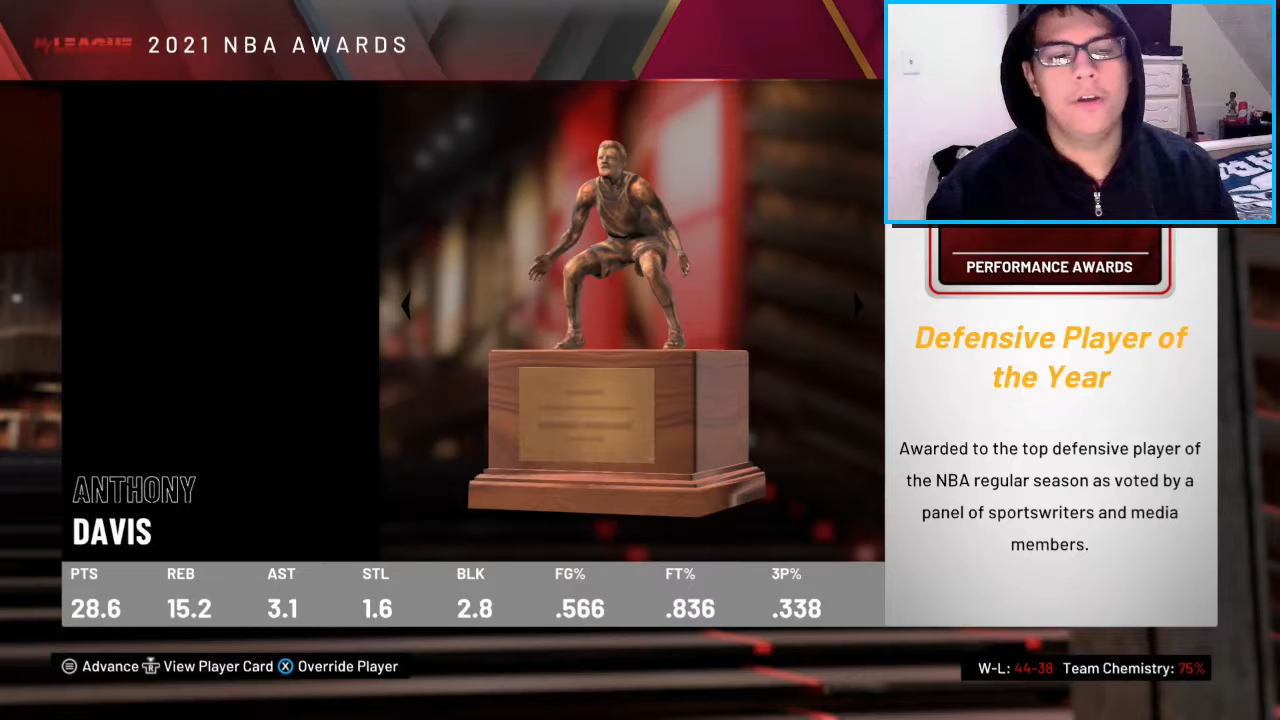 MyLEAGUE 2021 NBA AWARDS
PERFORMANCE AWARDS
Defensive Player of
the Year
Awarded to the top defensive player of
the NBA regular season as voted by a
panel of sportswriters and media
members.
ANTHONY
DAVIS
PTS REB AST STL BLK FG% FT% 3P%
28.6 15.2 3.1 1.6 2.8 .566 .836 .338
Advance R View Player Card X Override Player
W-L: 44-38 Team Chemistry: 75%